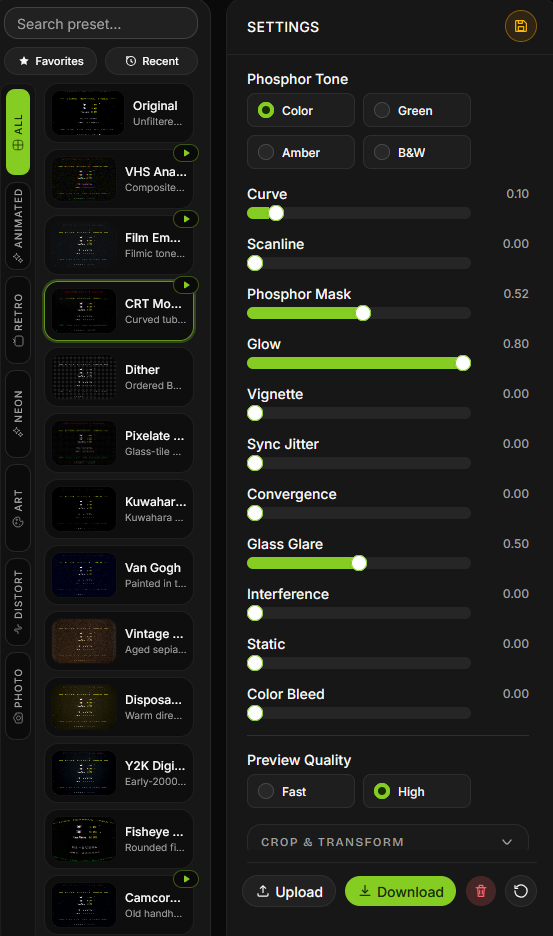 Search preset...
Favorites
Recent
ALL
ANIMATED
RETRO
NEON
ART
DISTORT
PHOTO
Original
Unfiltere...
VHS Ana...
Composite...
Film Em...
Filmic tone...
CRT Mo...
Curved tub...
Dither
Ordered B...
Pixelate ...
Glass-tile ...
Kuwahar...
Kuwahara ...
Van Gogh
Painted in t...
Vintage ...
Aged sepia...
Disposa...
Warm dire...
Y2K Digi...
Early-2000...
Fisheye ...
Rounded fi...
Camcor...
Old handh...
SETTINGS
Phosphor Tone
Color
Green
Amber
B&W
Curve 0.10
Scanline 0.00
Phosphor Mask 0.52
Glow 0.80
Vignette 0.00
Sync Jitter 0.00
Convergence 0.00
Glass Glare 0.50
Interference 0.00
Static 0.00
Color Bleed 0.00
Preview Quality
Fast
High
CROP & TRANSFORM
Upload
Download